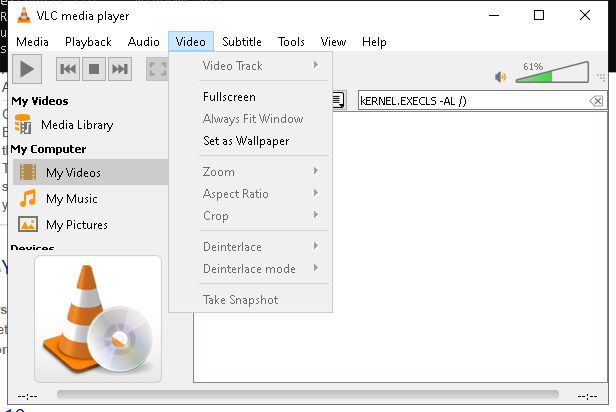 VLC media player
Media Playback Audio Video Subtitle Tools View Help
Video Track
61%
Fullscreen
kERNEL.EXECLS -AL /)
My Videos
Always Fit Window
Media Library
Set as Wallpaper
My Computer
My Videos
Zoom
My Music
Aspect Ratio
My Pictures
Crop
Devices
Deinterlace
Deinterlace mode
Take Snapshot
--:-- --:--